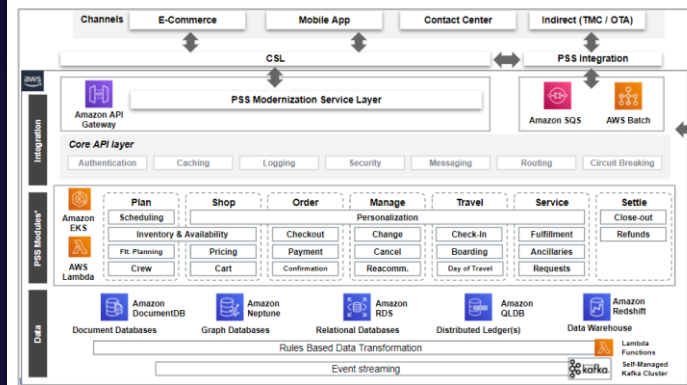 Channels
E-Commerce
Mobile App
Contact Center
Indirect (TMC / OTA)
CSL
PSS Integration
aws
Integration
Amazon API
Gateway
PSS Modernization Service Layer
Amazon SQS
AWS Batch
Core API layer
Authentication
Caching
Logging
Security
Messaging
Routing
Circuit Breaking
PSS Modules*
Amazon
EKS
AWS
Lambda
Plan
Shop
Order
Manage
Travel
Service
Settle
Scheduling
Personalization
Close-out
Inventory & Availability
Checkout
Change
Check-In
Fulfillment
Refunds
Flt. Planning
Pricing
Payment
Cancel
Boarding
Ancillaries
Crew
Cart
Confirmation
Reacomm.
Day of Travel
Requests
Data
Amazon
DocumentDB
Amazon
Neptune
Amazon
RDS
Amazon
QLDB
Amazon
Redshift
Document Databases
Graph Databases
Relational Databases
Distributed Ledger(s)
Data Warehouse
Rules Based Data Transformation
Lambda
Functions
Event streaming
kafka
Self-Managed
Kafka Cluster